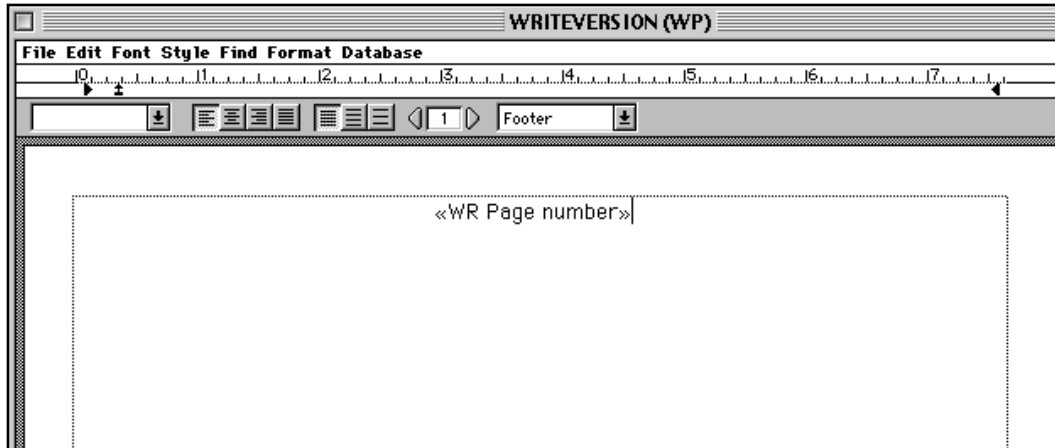 WRITEVERSION (WP)
File Edit Font Style Find Format Database
0 1 2 3 4 5 6 7
1 Footer
«WR Page number»